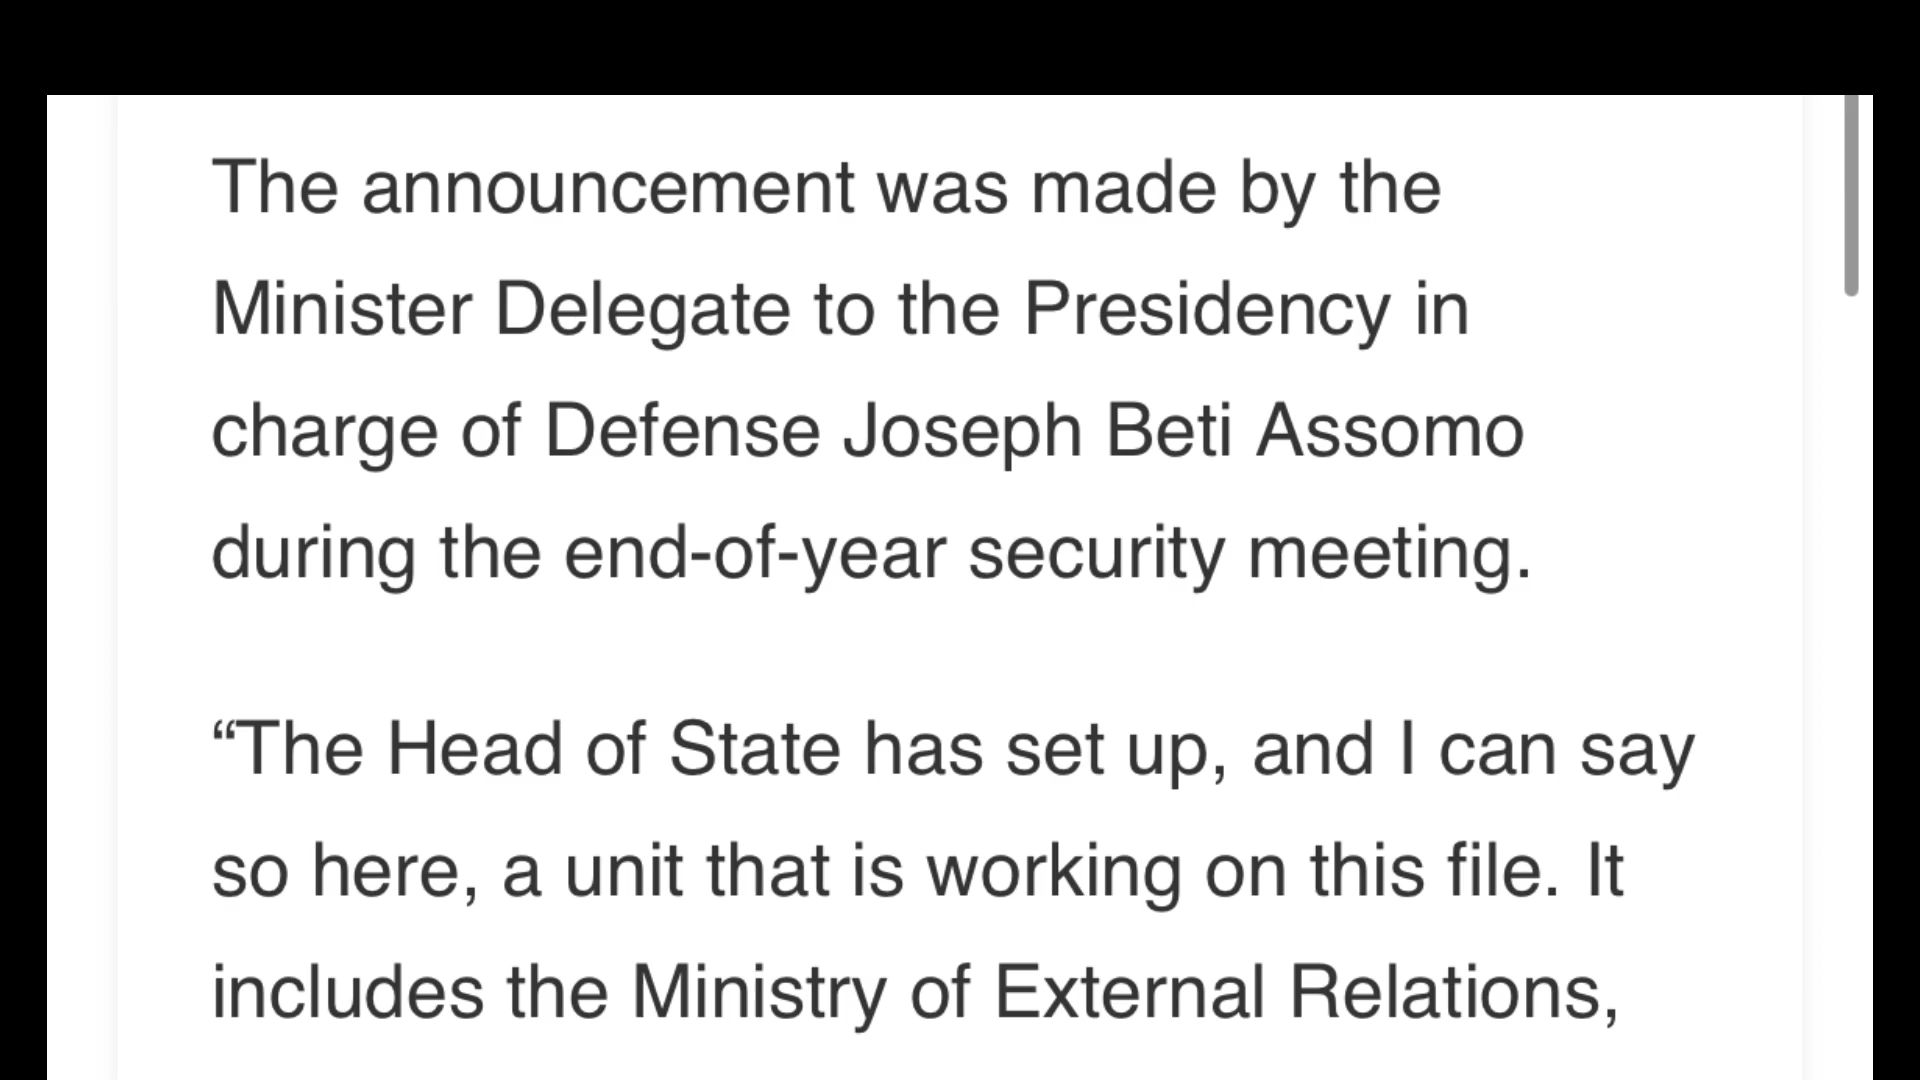 The announcement was made by the
Minister Delegate to the Presidency in
charge of Defense Joseph Beti Assomo
during the end-of-year security meeting.
“The Head of State has set up, and I can say
so here, a unit that is working on this file. It
includes the Ministry of External Relations,